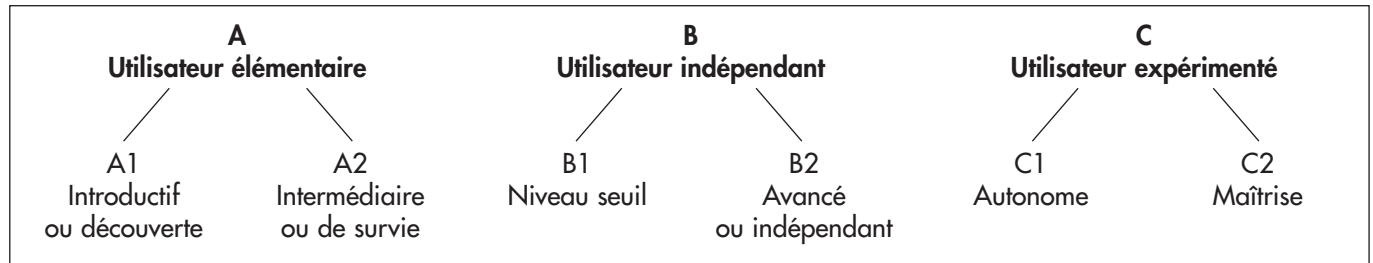 A
Utilisateur élémentaire
B
Utilisateur indépendant
C
Utilisateur expérimenté
A1
Introductif
ou découverte
A2
Intermédiaire
ou de survie
B1
Niveau seuil
B2
Avancé
ou indépendant
C1
Autonome
C2
Maîtrise